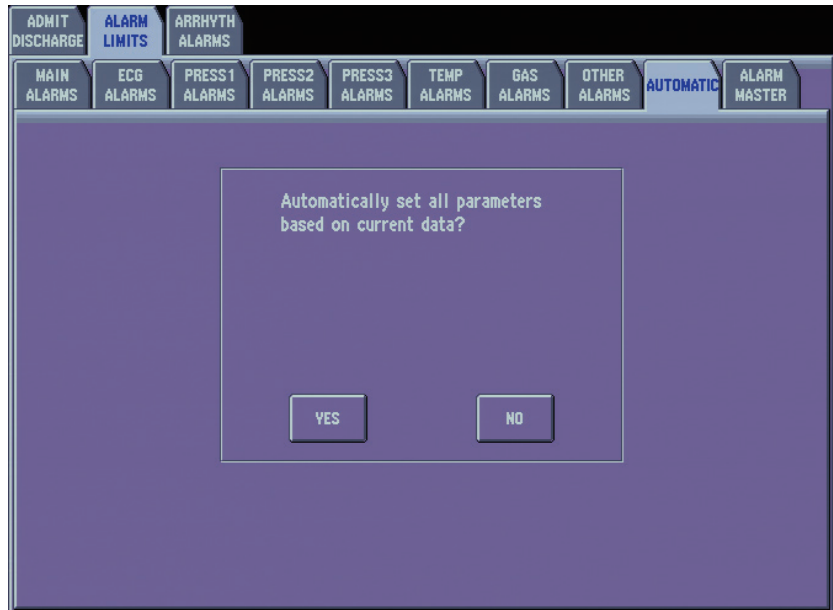 ADMIT
DISCHARGE
ALARM
LIMITS
ARRHYTH
ALARMS
MAIN
ALARMS
ECG
ALARMS
PRESS1
ALARMS
PRESS2
ALARMS
PRESS3
ALARMS
TEMP
ALARMS
GAS
ALARMS
OTHER
ALARMS
AUTOMATIC
ALARM
MASTER
Automatically set all parameters
based on current data?
YES
NO